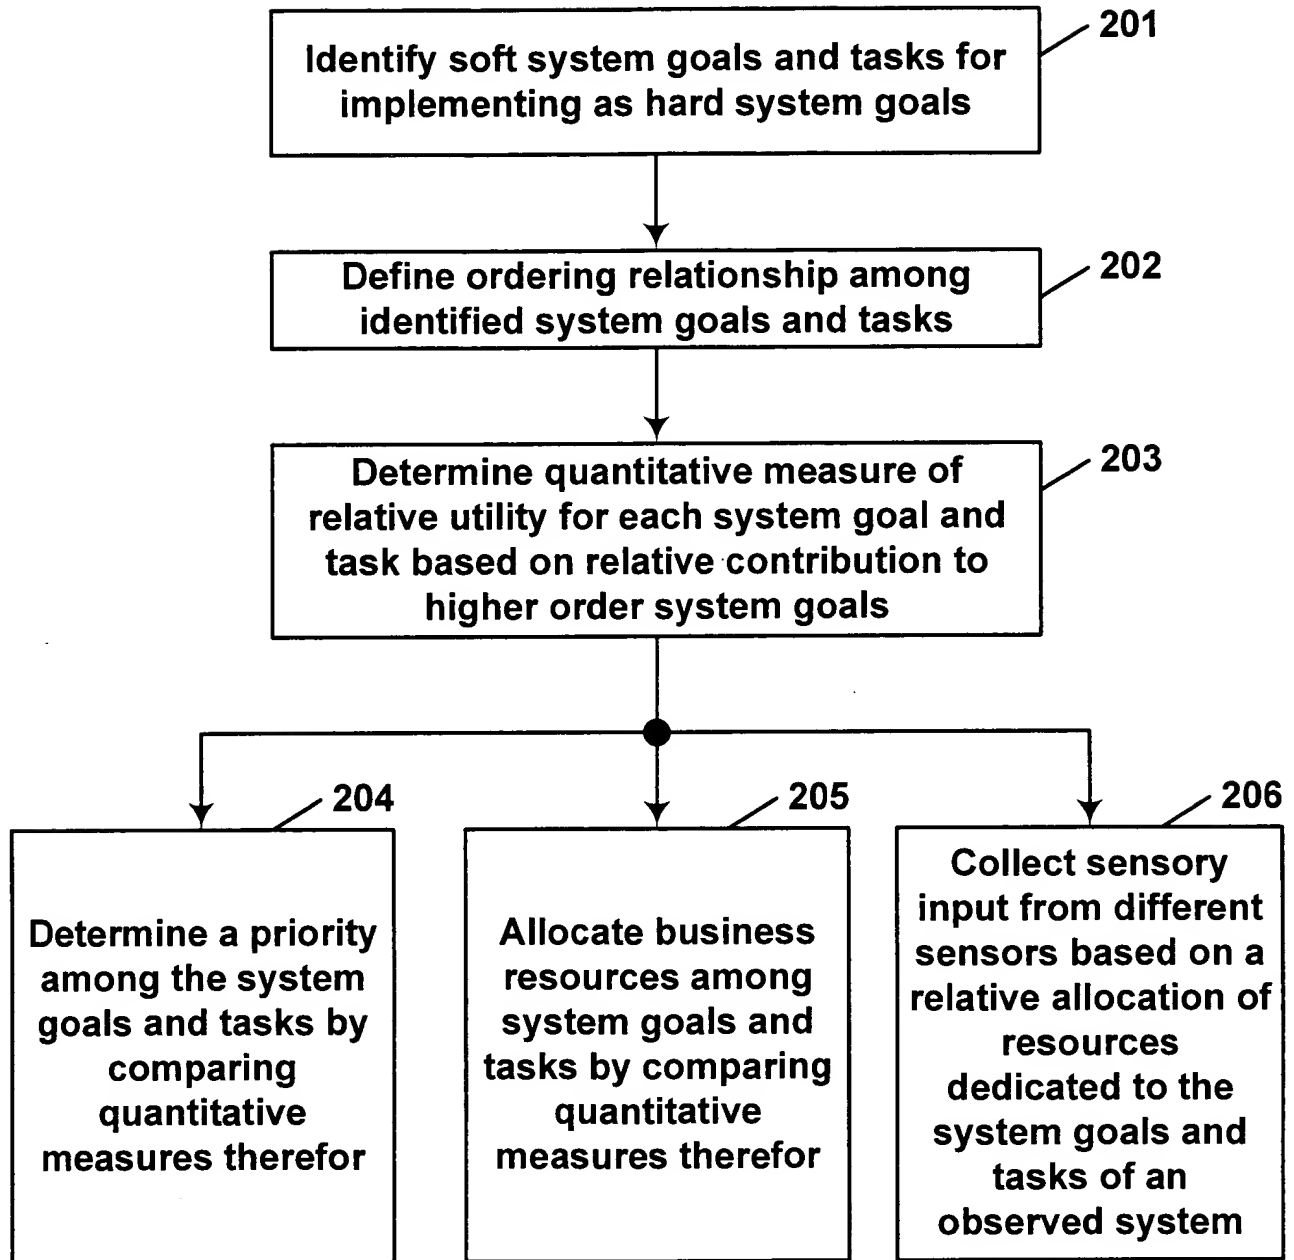 201
Identify soft system goals and tasks for
implementing as hard system goals
202
Define ordering relationship among
identified system goals and tasks
203
Determine quantitative measure of
relative utility for each system goal and
task based on relative contribution to
higher order system goals
204
Determine a priority
among the system
goals and tasks by
comparing
quantitative
measures therefor
205
Allocate business
resources among
system goals and
tasks by comparing
quantitative
measures therefor
206
Collect sensory
input from different
sensors based on a
relative allocation of
resources
dedicated to the
system goals and
tasks of an
observed system